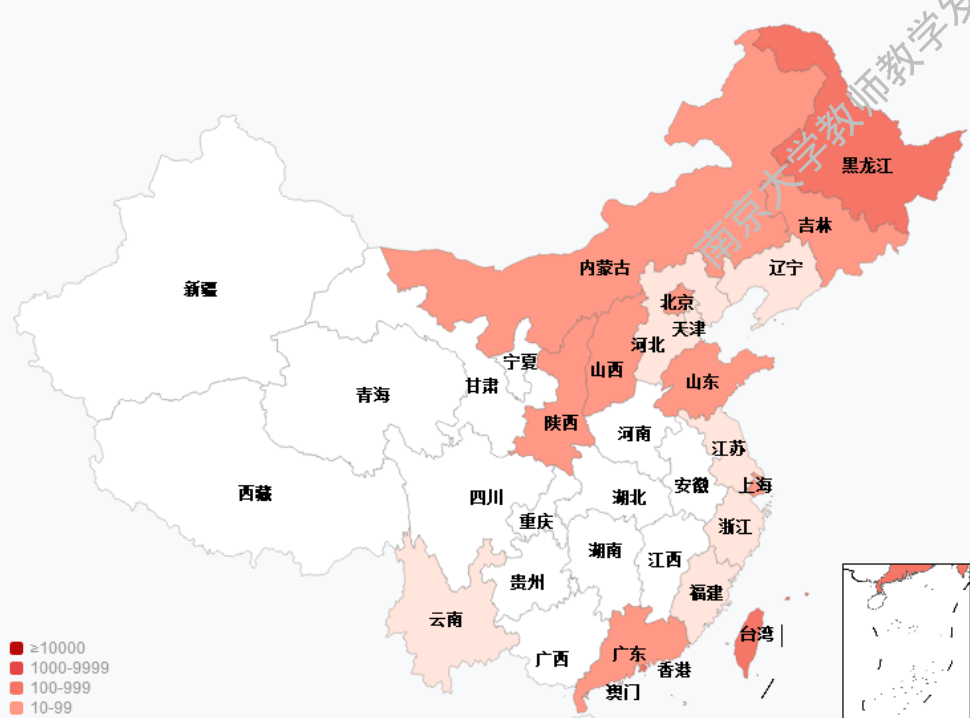 南京大学教师教学发
黑龙江
吉林
辽宁
内蒙古
新疆
北京
天津
河北
宁夏
山西
山东
甘肃
青海
陕西
河南
江苏
西藏
四川
湖北
安徽
上海
重庆
浙江
湖南
江西
贵州
福建
云南
台湾
广西
广东
香港
澳门
≥10000
1000-9999
100-999
10-99